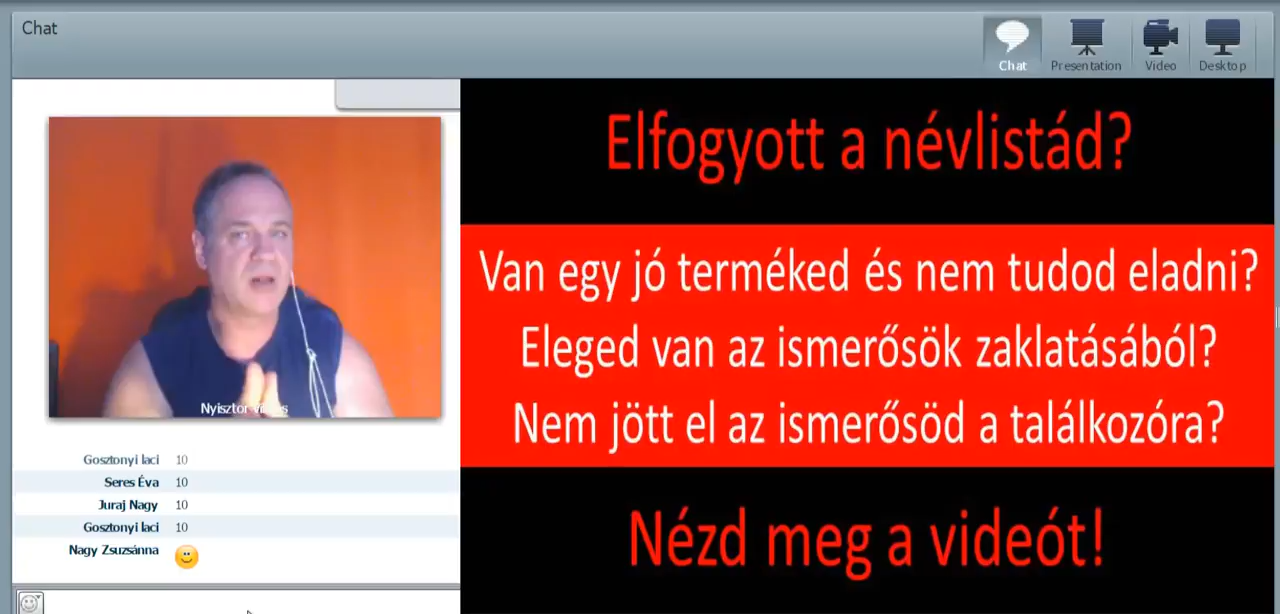 Chat
Chat
Presentation
Video
Desktop
Elfogyott a névlistád?
Van egy jó terméked és nem tudod eladni?
Eleged van az ismerősök zaklatásából?
Nem jött el az ismerősöd a találkozóra?
Nézd meg a videót!
Nyisztor
Gosztonyi laci 10
Seres Éva 10
Juraj Nagy 10
Gosztonyi laci 10
Nagy Zsuzsánna